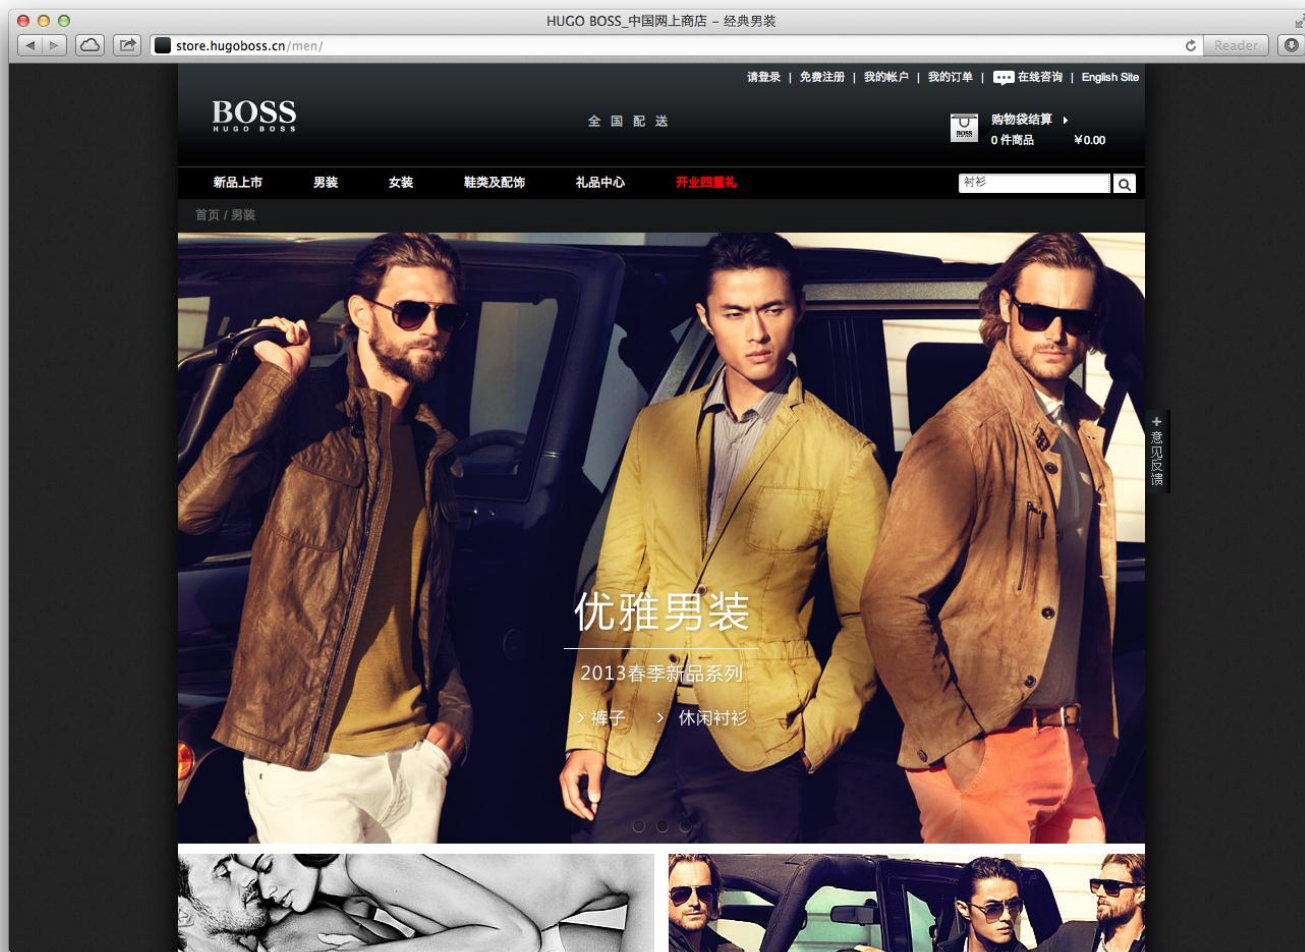 HUGO BOSS_中国网上商店 – 经典男装
store.hugoboss.cn/men/
Reader
请登录 | 免费注册 | 我的帐户 | 我的订单 | 在线咨询 | English Site
BOSS
HUGO BOSS
全国配送
BOSS
购物袋结算
0 件商品 ￥0.00
新品上市 男装 女装 鞋类及配饰 礼品中心 开业四重礼
衬衫
首页 / 男装
+意见反馈
优雅男装
2013春季新品系列
› 裤子 › 休闲衬衫